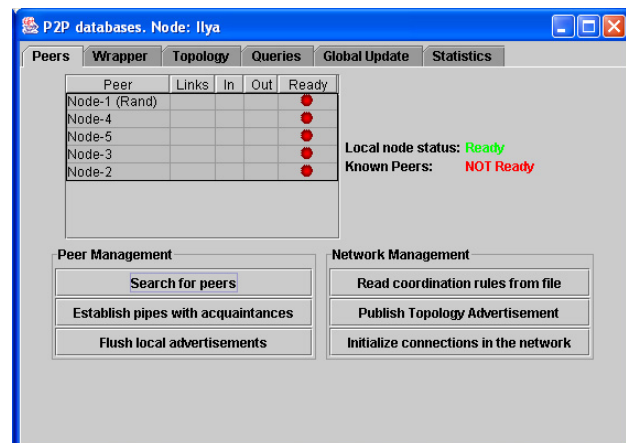 P2P databases. Node: Ilya
Peers Wrapper Topology Queries Global Update Statistics
Peer Links In Out Ready
Node-1 (Rand)
Node-4
Node-5
Node-3
Node-2
Local node status: Ready
Known Peers: NOT Ready
Peer Management
Search for peers
Establish pipes with acquaintances
Flush local advertisements
Network Management
Read coordination rules from file
Publish Topology Advertisement
Initialize connections in the network